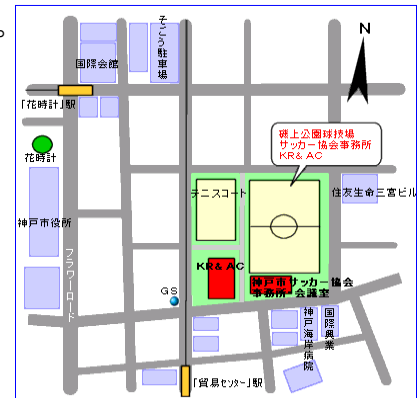 そごう駐車場
N
国際会館
「花時計」駅
磯上公園球技場
サッカー協会事務所
KR& AC
花時計
テニスコート
住友生命三宮ビル
神戸市役所
フラワーロード
KR& AC
神戸市サッカー協会
事務所・会議室
GS
神戸海岸病院
国際興業
「貿易センター」駅